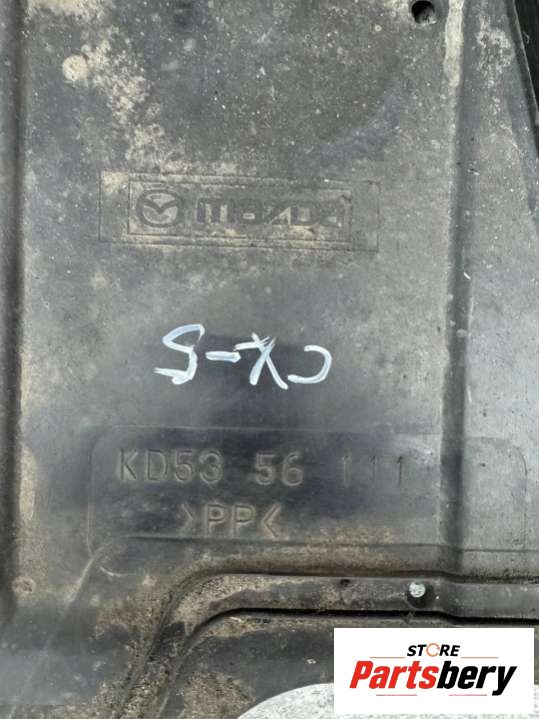 mazda
CX-5
KD53 56 111
>PP<
STORE
Partsbery